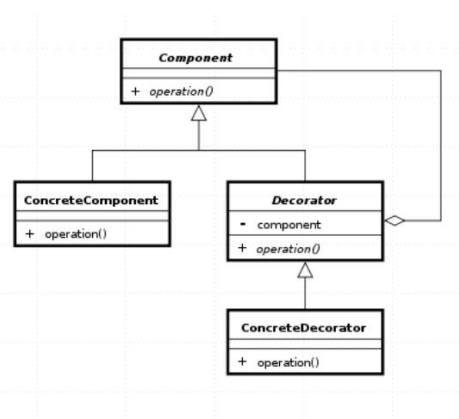 Component
+ operation()
ConcreteComponent
+ operation()
Decorator
- component
+ operation()
ConcreteDecorator
+ operation()